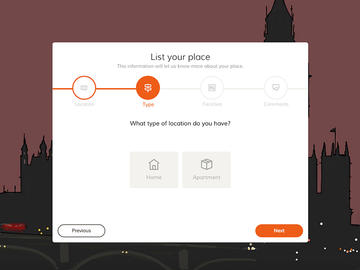 List your place
This information will let us know more about your place.
Location
Type
Facilities
Comments
What type of location do you have?
Home
Apartment
Previous
Next